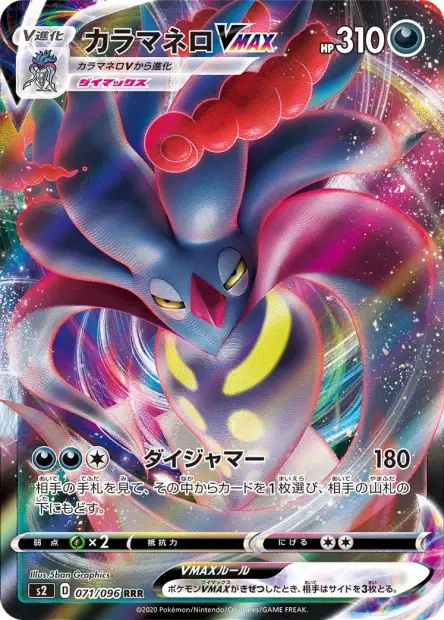 V進化
カラマネロVMAX
HP310
カラマネロVから進化
ダイマックス
ダイジャマー 180
相手の手札を見て、その中からカードを1枚選び、相手の山札の
下にもどす。
弱点 ×2 抵抗力 にげる
Illus.5ban Graphics
VMAXルール
s2 D 071/096 RRR
ポケモンVMAXがきぜつしたとき、相手はサイドを3枚とる。
©2020 Pokémon/Nintendo/Creatures/GAME FREAK.